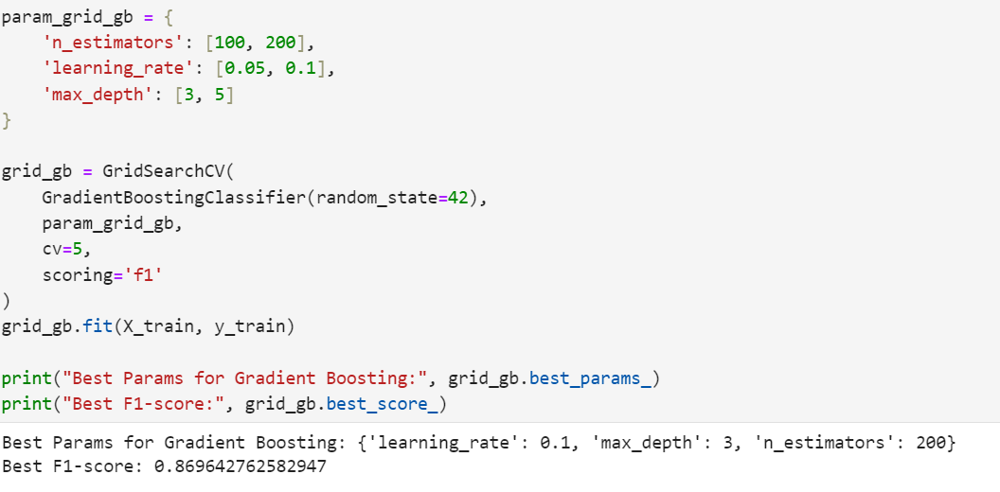 param_grid_gb = {
    'n_estimators': [100, 200],
    'learning_rate': [0.05, 0.1],
    'max_depth': [3, 5]
}
grid_gb = GridSearchCV(
    GradientBoostingClassifier(random_state=42),
    param_grid_gb,
    cv=5,
    scoring='f1'
)
grid_gb.fit(X_train, y_train)
print("Best Params for Gradient Boosting:", grid_gb.best_params_)
print("Best F1-score:", grid_gb.best_score_)
Best Params for Gradient Boosting: {'learning_rate': 0.1, 'max_depth': 3, 'n_estimators': 200}
Best F1-score: 0.869642762582947